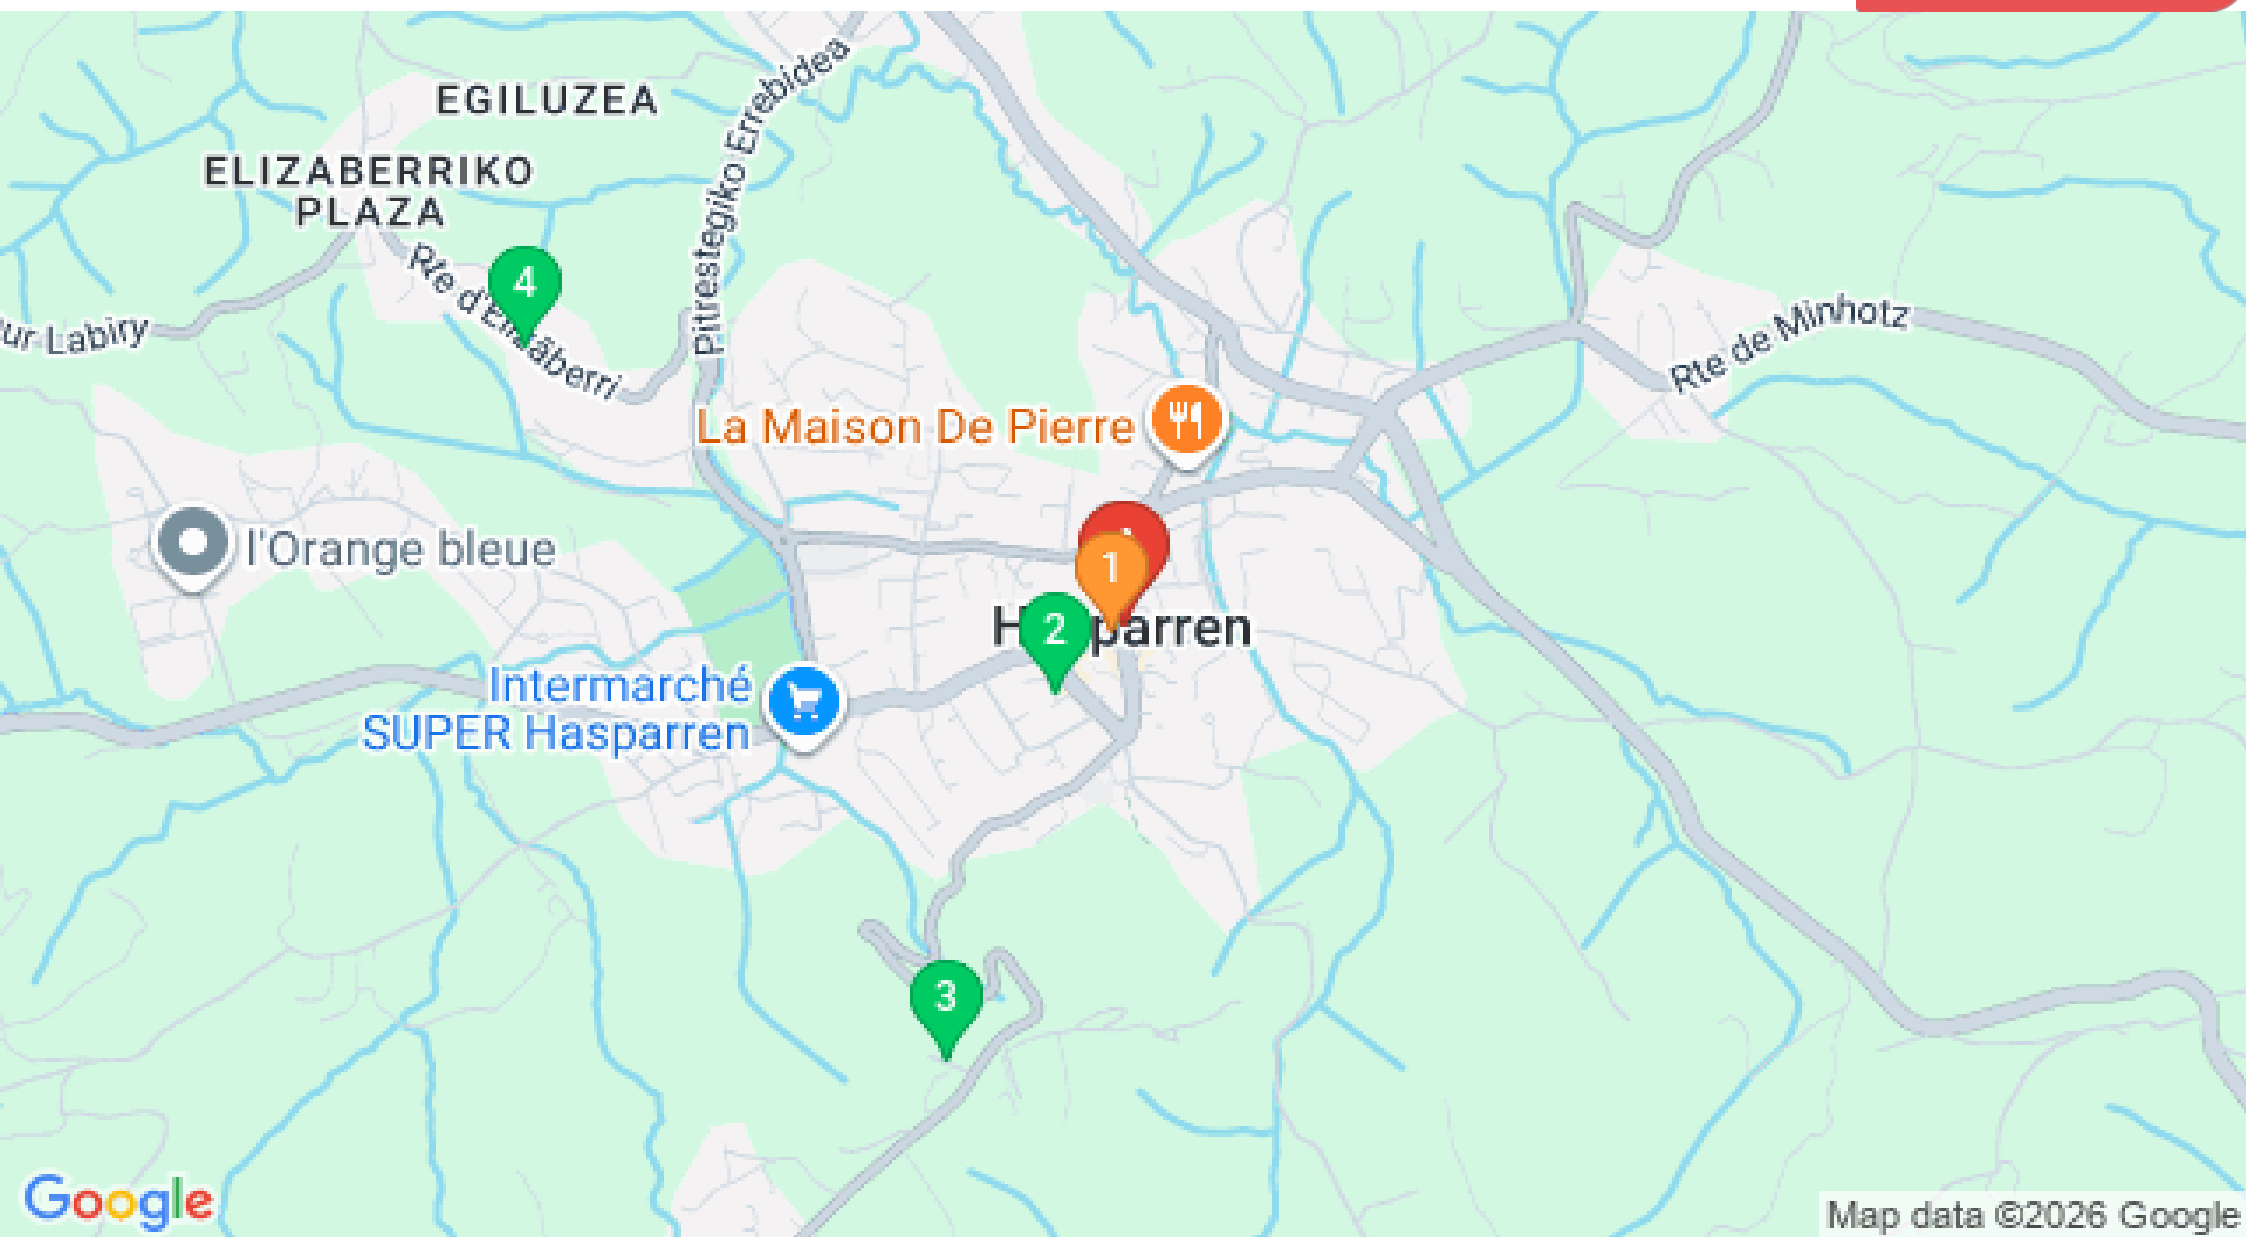 EGILUZEA
ELIZABERRIKO
PLAZA
Pitrestegiko Errebidea
4
Rte d'Elizaberri
ur Labiry
Rte de Minhotz
La Maison De Pierre
l'Orange bleue
1
2
Hasparren
Intermarché
SUPER Hasparren
3
Google
Map data ©2026 Google